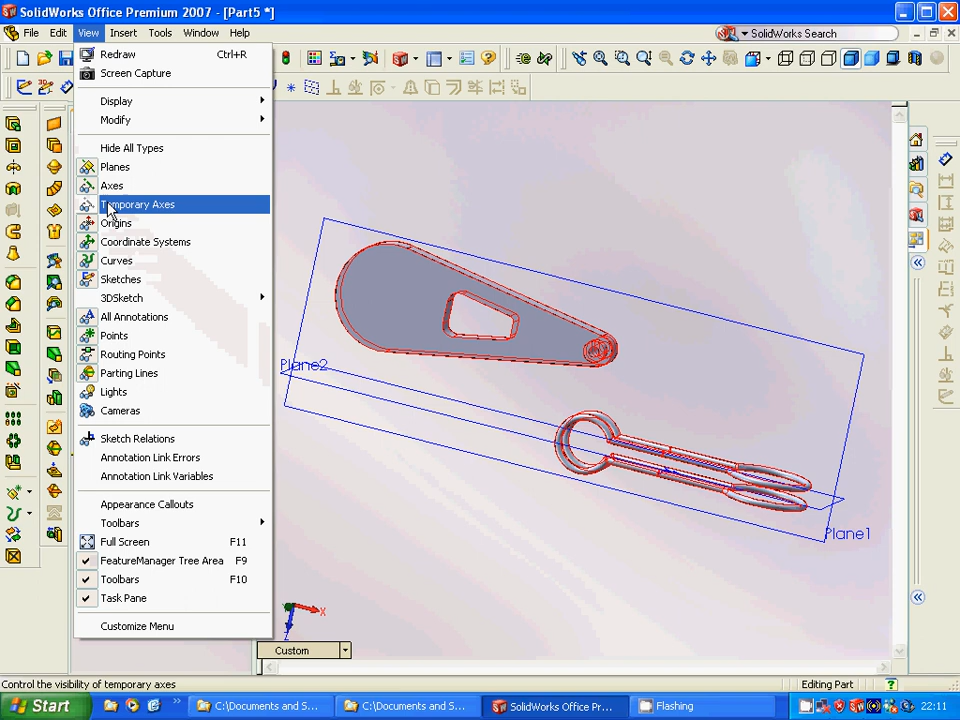 SolidWorks Office Premium 2007 - [Part5 *]
File Edit View Insert Tools Window Help
SolidWorks Search
Redraw Ctrl+R
Screen Capture
Display
Modify
Hide All Types
Planes
Axes
Temporary Axes
Origins
Coordinate Systems
Curves
Sketches
3DSketch
All Annotations
Points
Routing Points
Parting Lines
Lights
Cameras
Sketch Relations
Annotation Link Errors
Annotation Link Variables
Appearance Callouts
Toolbars
Full Screen F11
FeatureManager Tree Area F9
Toolbars F10
Task Pane
Customize Menu
Plane2
Plane1
X
Custom
Control the visibility of temporary axes
Editing Part
Start
C:\Documents and S...
C:\Documents and S...
SolidWorks Office Pr...
Flashing
22:11